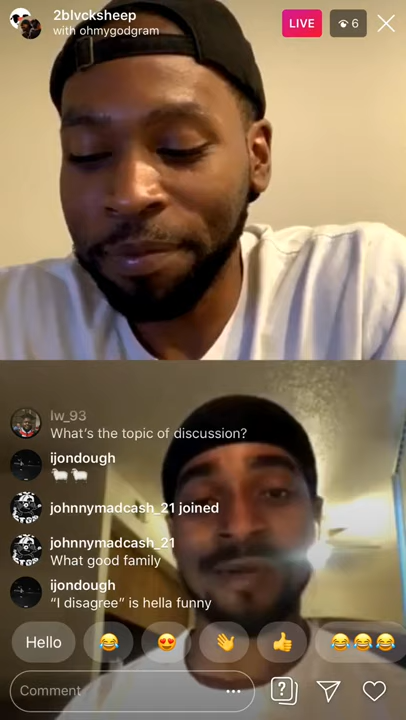 2blvcksheep
with ohmygodgram
LIVE
6
lw_93
What's the topic of discussion?
ijondough
🐑🐑
johnnymadcash_21 joined
johnnymadcash_21
What good family
ijondough
“I disagree” is hella funny
Hello
😂
😍
👋
👍
😂😂😂
Comment
...
?